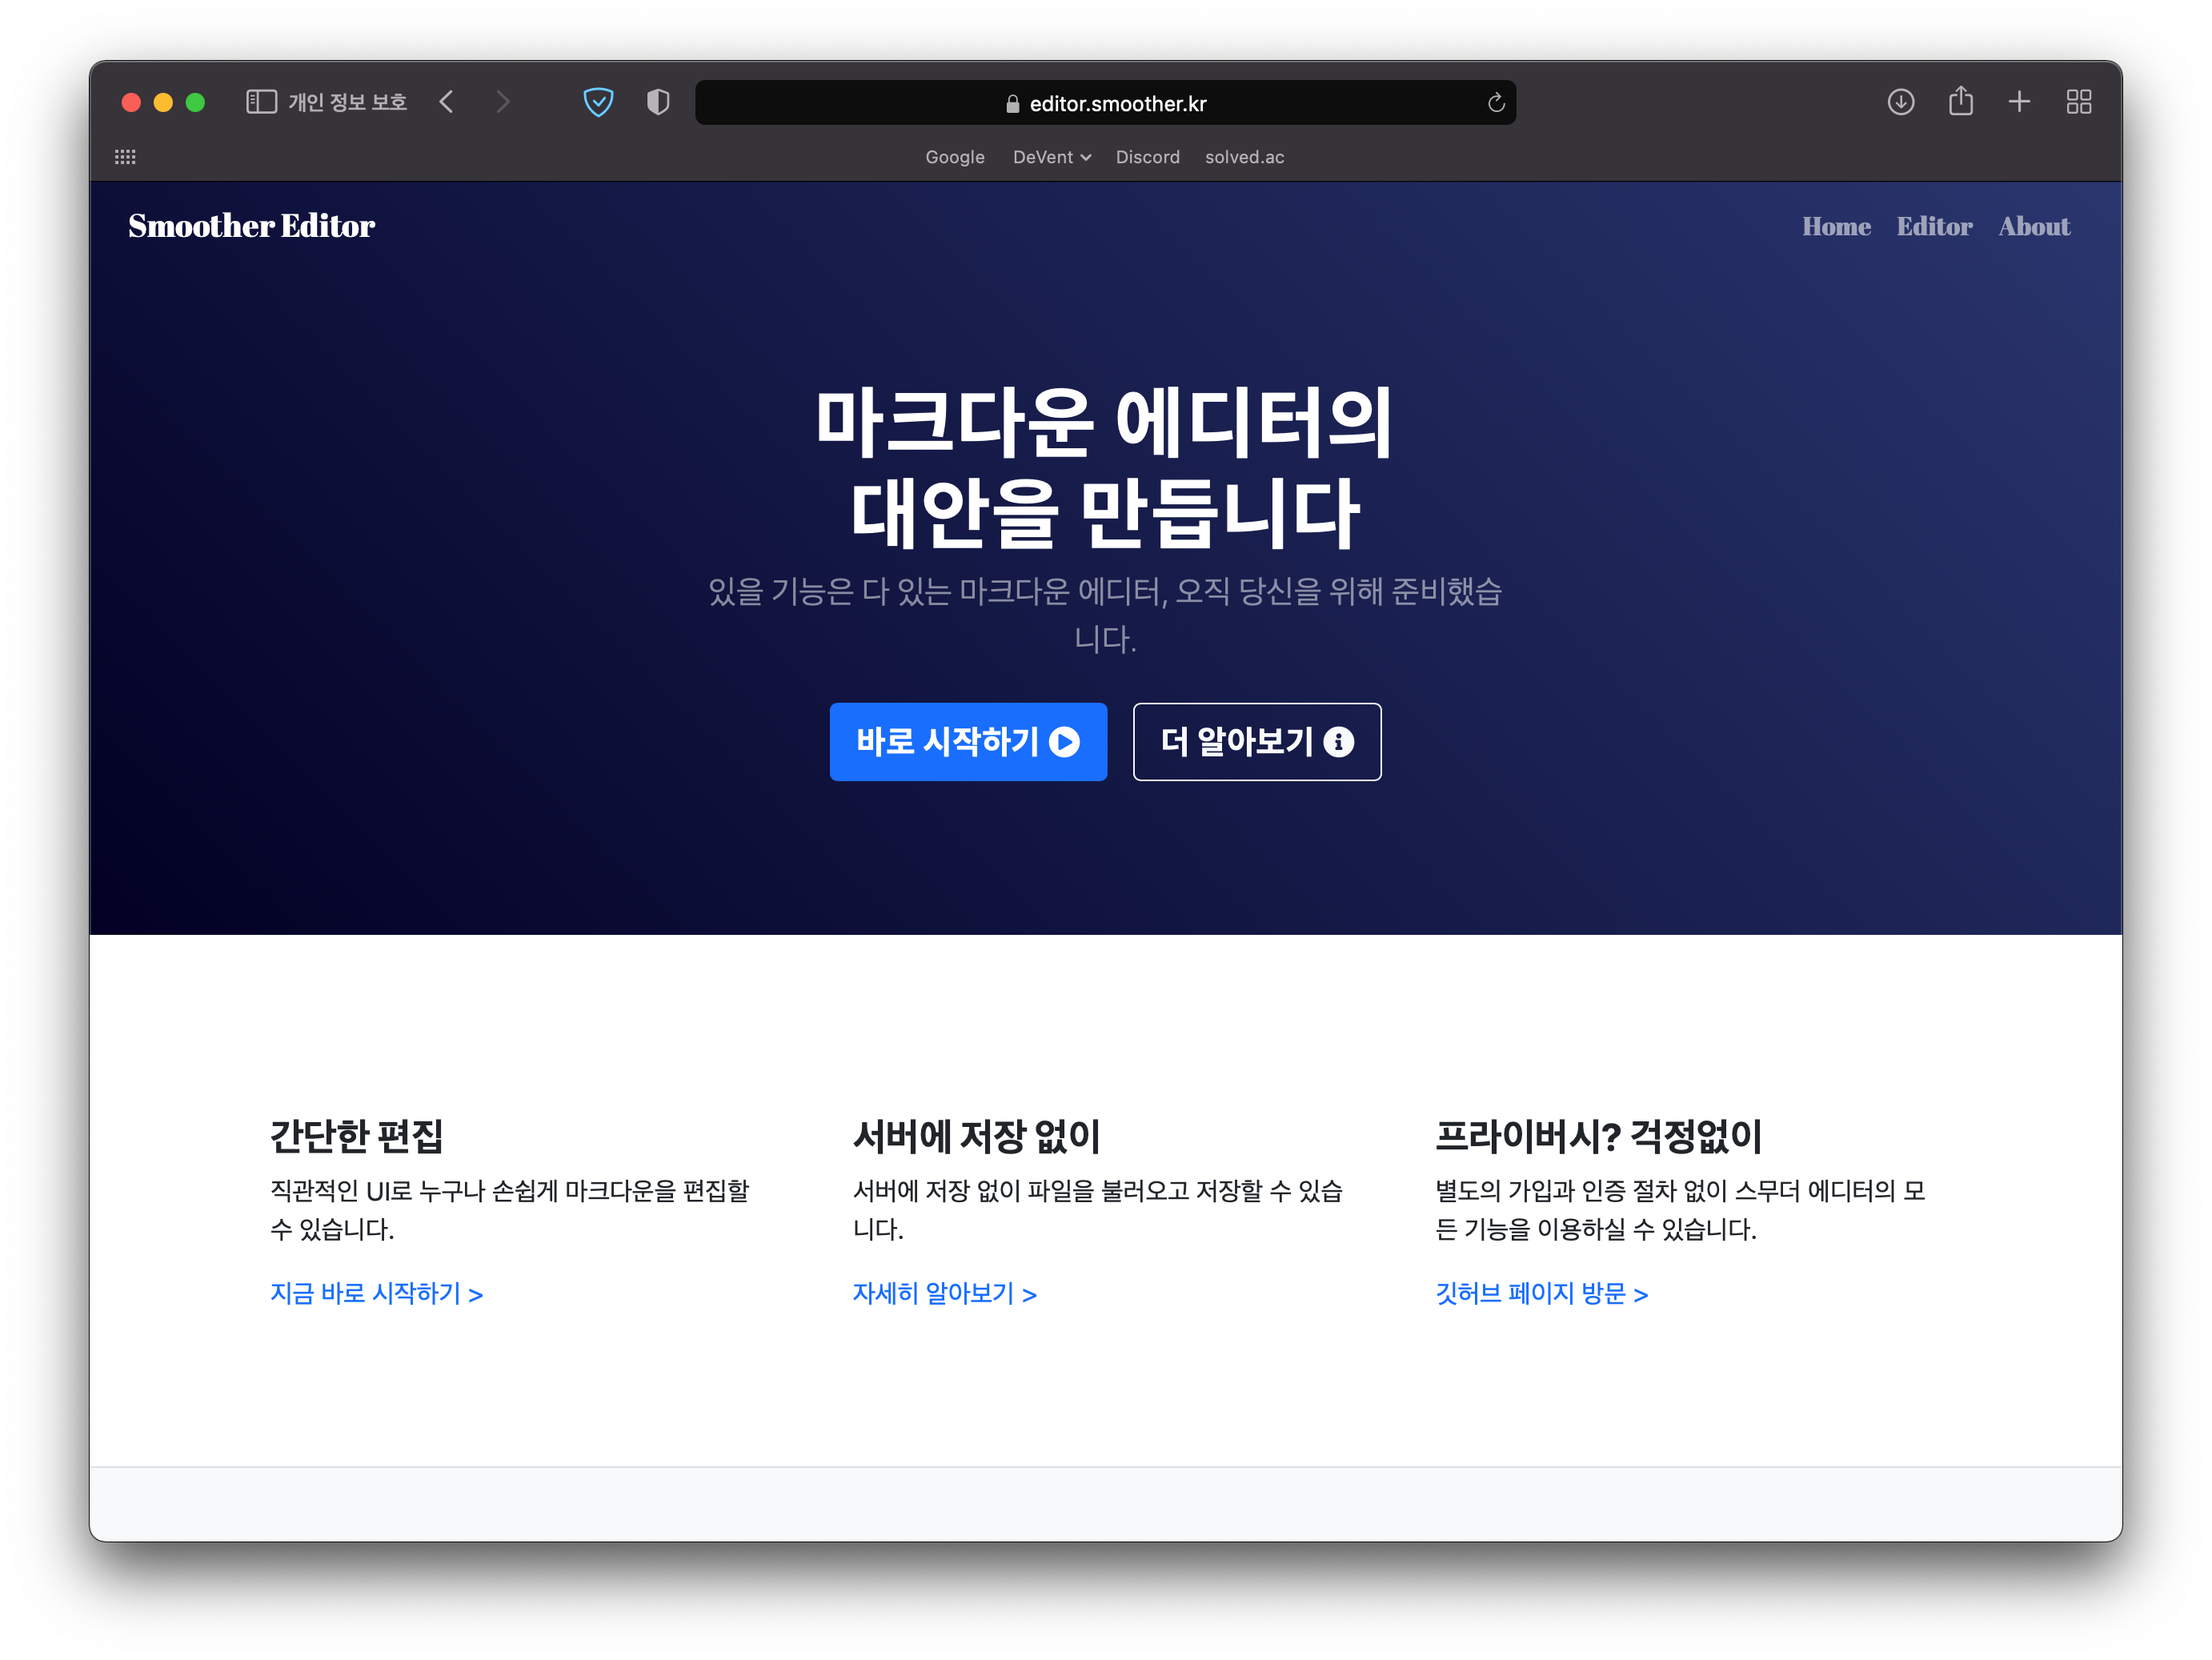 개인 정보 보호
editor.smoother.kr
Google DeVent Discord solved.ac
Smoother Editor
Home Editor About
마크다운 에디터의
대안을 만듭니다
있을 기능은 다 있는 마크다운 에디터, 오직 당신을 위해 준비했습
니다.
바로 시작하기
더 알아보기
간단한 편집
직관적인 UI로 누구나 손쉽게 마크다운을 편집할
수 있습니다.
지금 바로 시작하기 >
서버에 저장 없이
서버에 저장 없이 파일을 불러오고 저장할 수 있습
니다.
자세히 알아보기 >
프라이버시? 걱정없이
별도의 가입과 인증 절차 없이 스무더 에디터의 모
든 기능을 이용하실 수 있습니다.
깃허브 페이지 방문 >